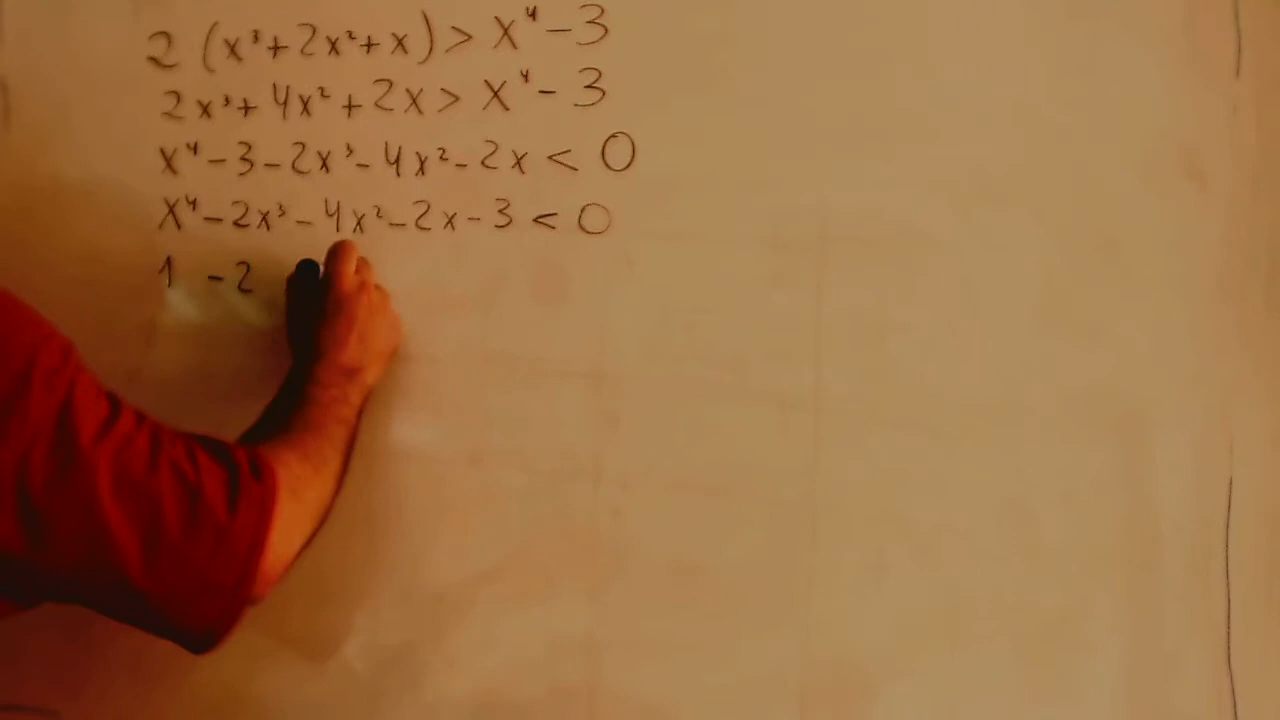 2 (x³+2x²+x) > x⁴-3
2x³+4x²+2x > x⁴-3
x⁴-3-2x³-4x²-2x < 0
x⁴-2x³-4x²-2x-3 < 0
1 -2